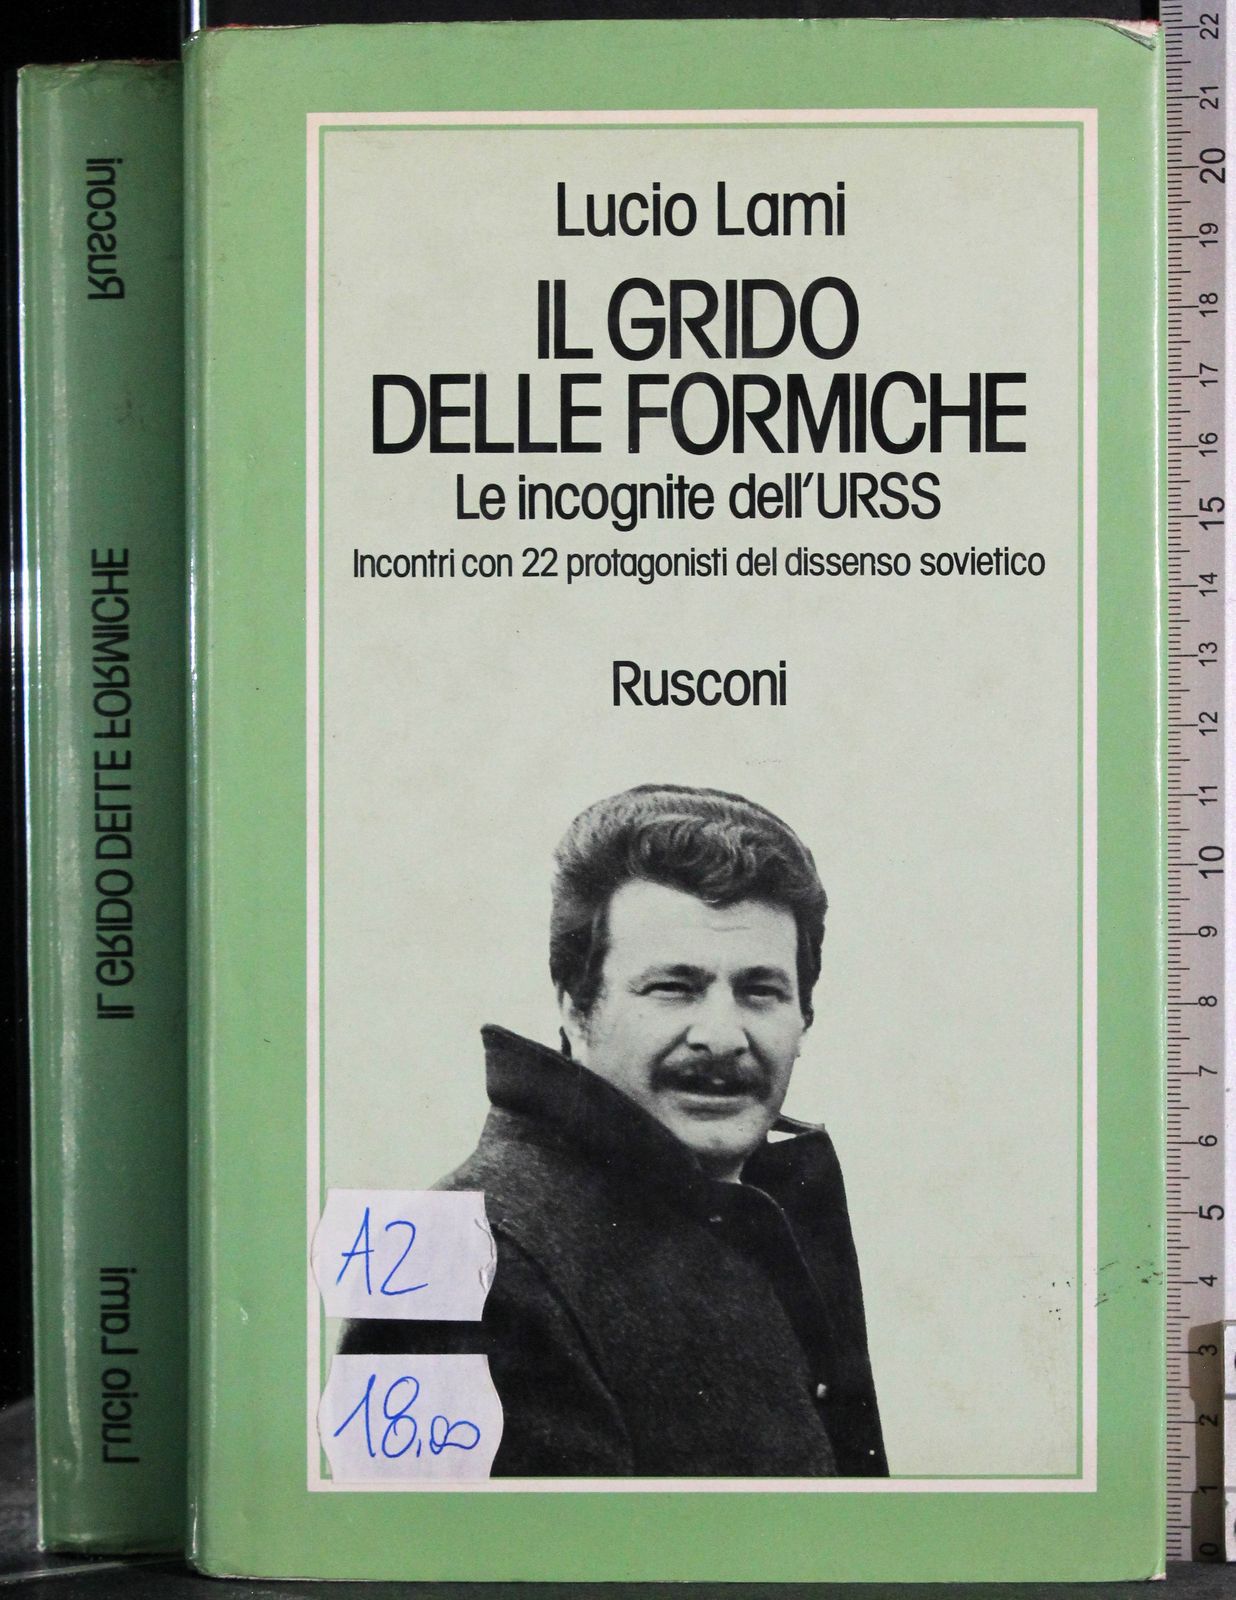 Lucio Lami
IL GRIDO
DELLE FORMICHE
Le incognite dell'URSS
Incontri con 22 protagonisti del dissenso sovietico
Rusconi
A2
18,00
Lucio Lami
IL GRIDO DELLE FORMICHE
Rusconi
22
21
20
19
18
17
16
15
14
13
12
11
10
9
8
7
6
5
4
3
2
1
0